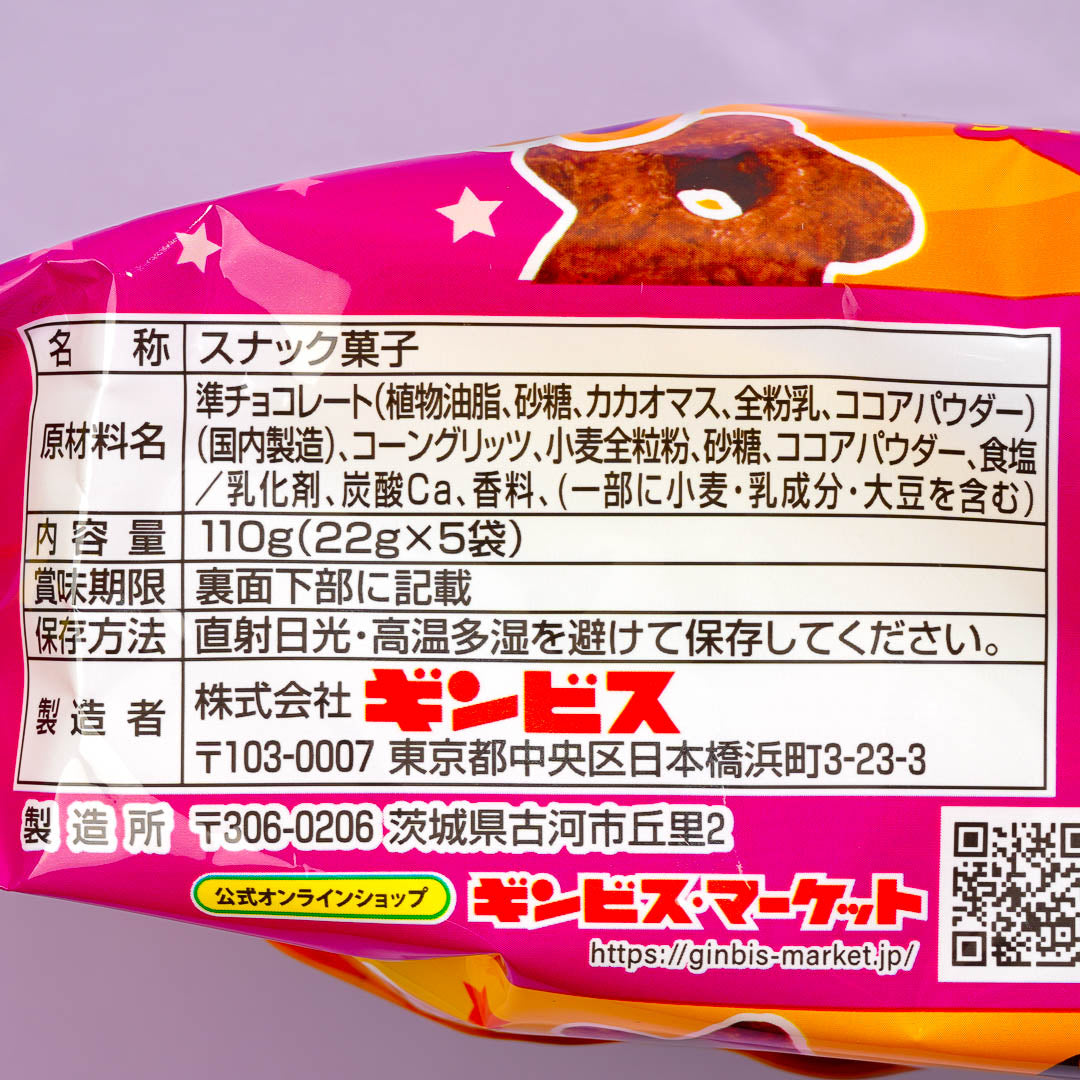 名称 スナック菓子
原材料名 準チョコレート(植物油脂、砂糖、カカオマス、全粉乳、ココアパウダー)
(国内製造)、コーングリッツ、小麦全粒粉、砂糖、ココアパウダー、食塩
/乳化剤、炭酸Ca、香料、(一部に小麦・乳成分・大豆を含む)
内容量 110g(22g×5袋)
賞味期限 裏面下部に記載
保存方法 直射日光・高温多湿を避けて保存してください。
製造者 株式会社 ギンビス
〒103-0007 東京都中央区日本橋浜町3-23-3
製造所 〒306-0206 茨城県古河市丘里2
公式オンラインショップ ギンビス・マーケット
https://ginbis-market.jp/